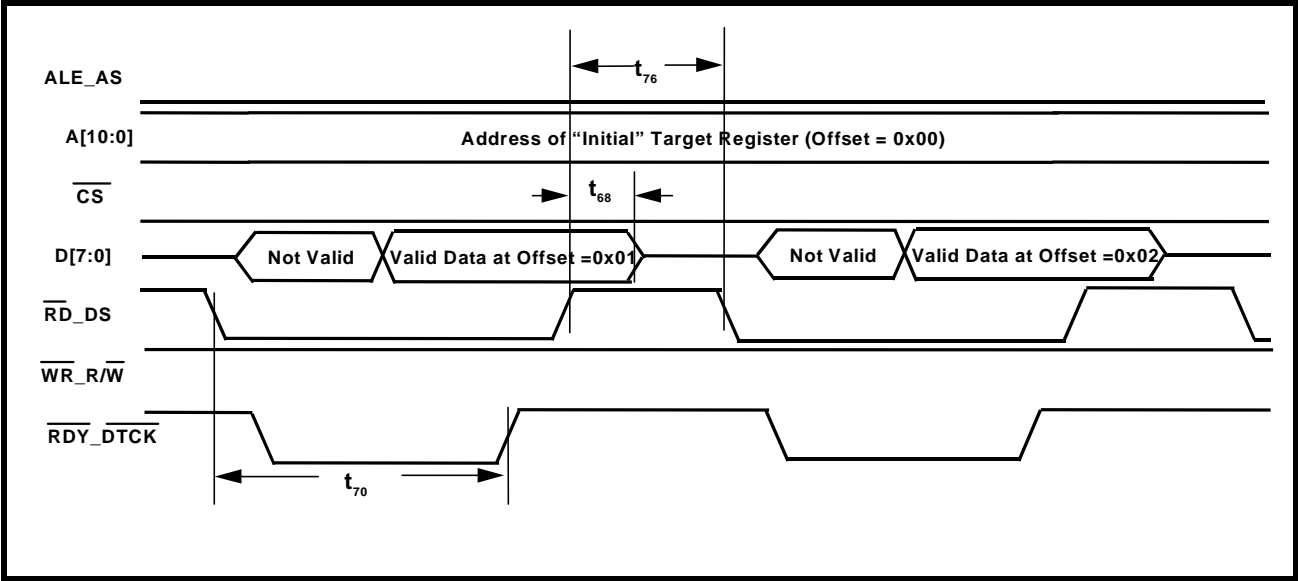 t76
ALE_AS
A[10:0] Address of “Initial” Target Register (Offset = 0x00)
CS t68
D[7:0] Not Valid Valid Data at Offset =0x01 Not Valid Valid Data at Offset =0x02
RD_DS
WR_R/W
RDY_DTCK
t70